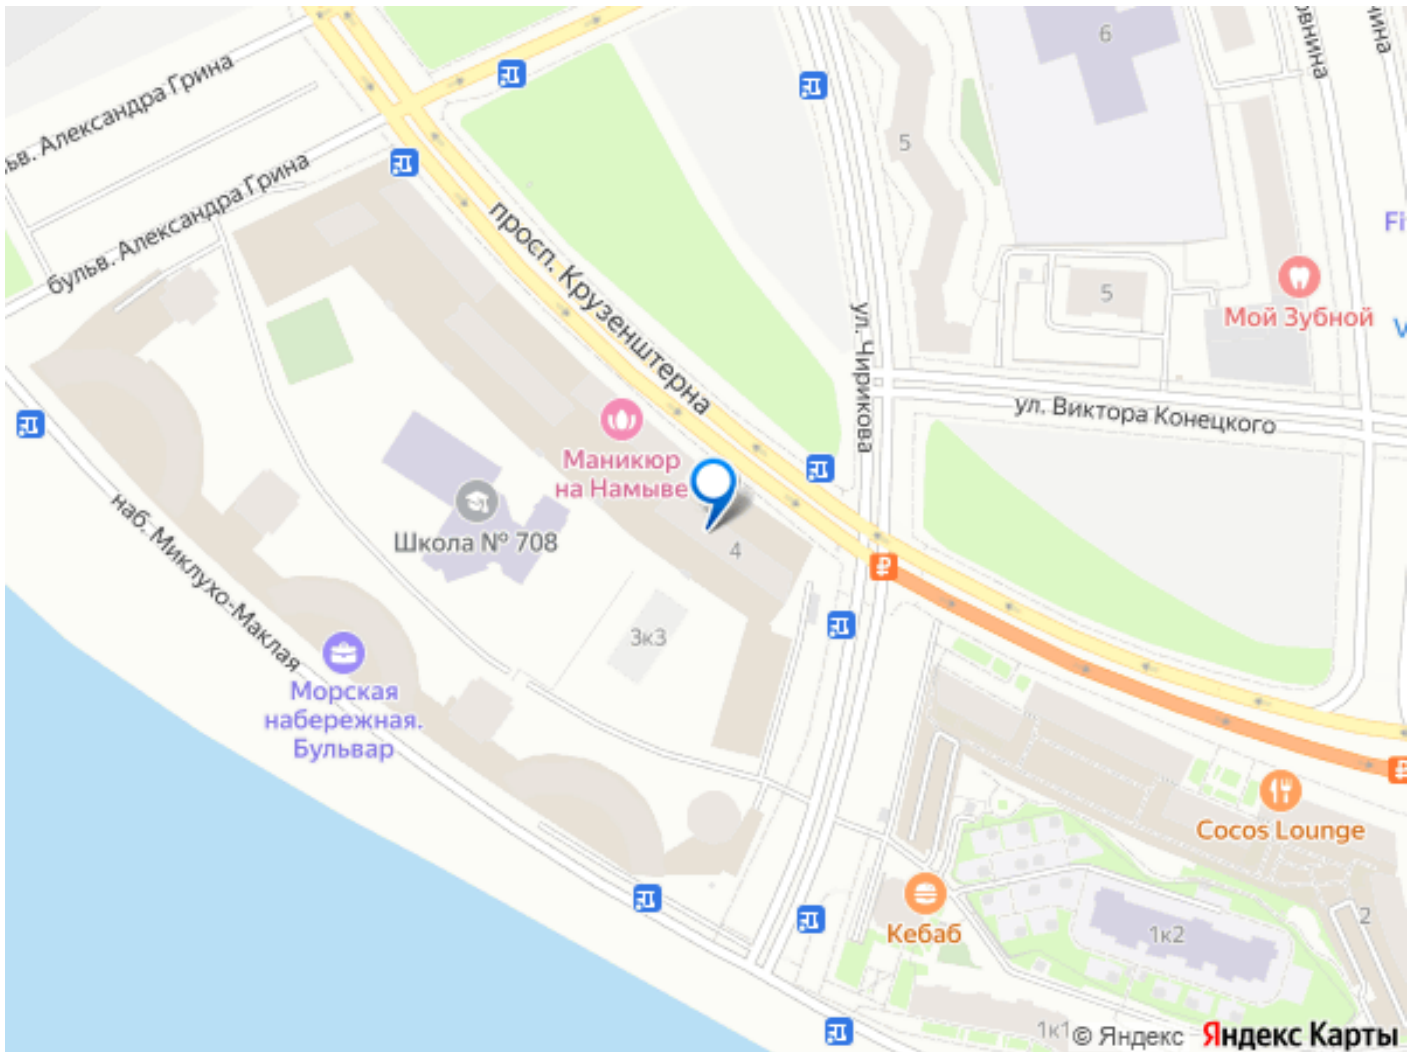 6
бульв. Александра Грина
бульв. Александра Грина
5
просп. Крузенштерна
ул. Чирикова
5
Мой Зубной
ул. Виктора Конецкого
Маникюр
на Намыве
Школа № 708
4
наб. Миклухо-Маклая
3к3
Морская
набережная.
Бульвар
Cocos Lounge
Кебаб
1к2
2
1к1
© Яндекс Яндекс Карты